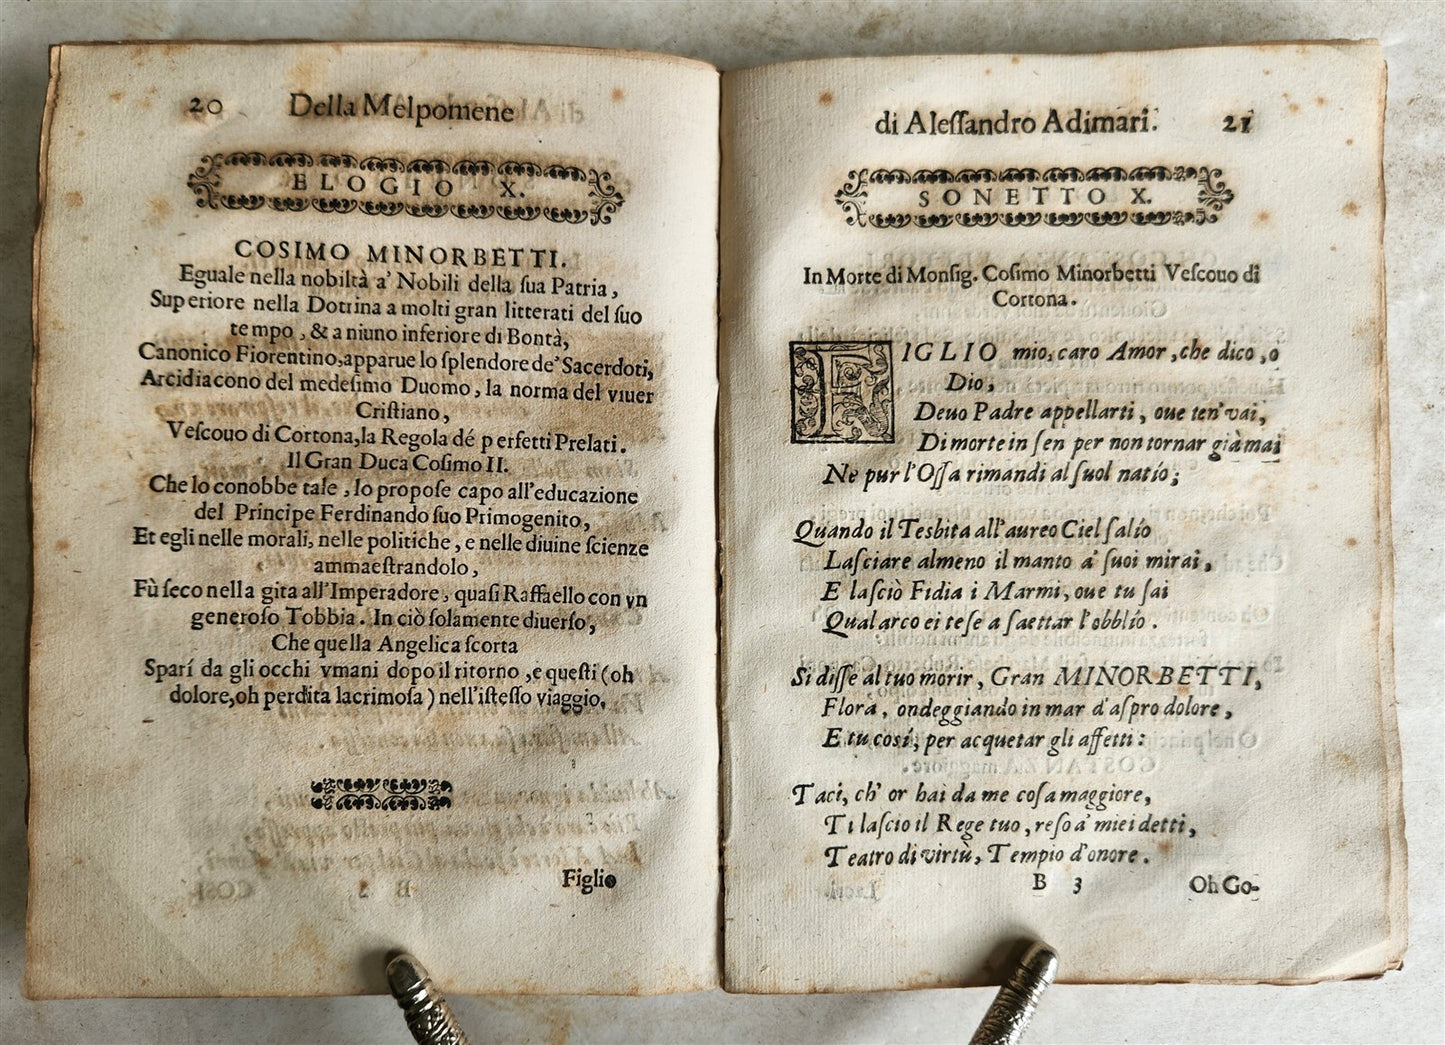 20 Della Melpomene
ELOGIO X.
COSIMO MINORBETTI.
Eguale nella nobiltà a' Nobili della sua Patria,
Superiore nella Dottrina a molti gran litterati del suo
tempo, & a niuno inferiore di Bontà,
Canonico Fiorentino, apparue lo splendore de' Sacerdoti,
Arcidiacono del medesimo Duomo, la norma del viuer
Cristiano,
Vescouo di Cortona, la Regola dé perfetti Prelati.
Il Gran Duca Cosimo II.
Che lo conobbe tale, lo propose capo all'educazione
del Principe Ferdinando suo Primogenito,
Et egli nelle morali, nelle politiche, e nelle diuine scienze
ammaestrandolo,
Fù seco nella gita all'Imperadore, quasi Raffaello con vn
generoso Tobbia. In ciò solamente diuerso,
Che quella Angelica scorta
Sparí da gli occhi vmani dopo il ritorno, e questi (oh
dolore, oh perdita lacrimosa) nell'istesso viaggio,
Figlio
di Alessandro Adimari. 21
SONETTO X.
In Morte di Monsig. Cosimo Minorbetti Vescouo di
Cortona.
FIGLIO mio, caro Amor, che dico, o
Dio,
Deuo Padre appellarti, oue ten' vai,
Di morte in sen per non tornar già mai
Ne pur l'Ossa rimandi al suol natío;
Quando il Tesbita all'aureo Ciel salío
Lasciare almeno il manto a' suoi mirai,
E lasciò Fidia i Marmi, oue tu sai
Qual arco ei tese a saettar l'obblío.
Si disse al tuo morir, Gran MINORBETTI,
Flora, ondeggiando in mar d'aspro dolore,
E tu cosí, per acquetar gli affetti:
Taci, ch' or hai da me cosa maggiore,
Ti lascio il Rege tuo, reso a' miei detti,
Teatro di virtù, Tempio d'onore.
B 3 Oh Go-